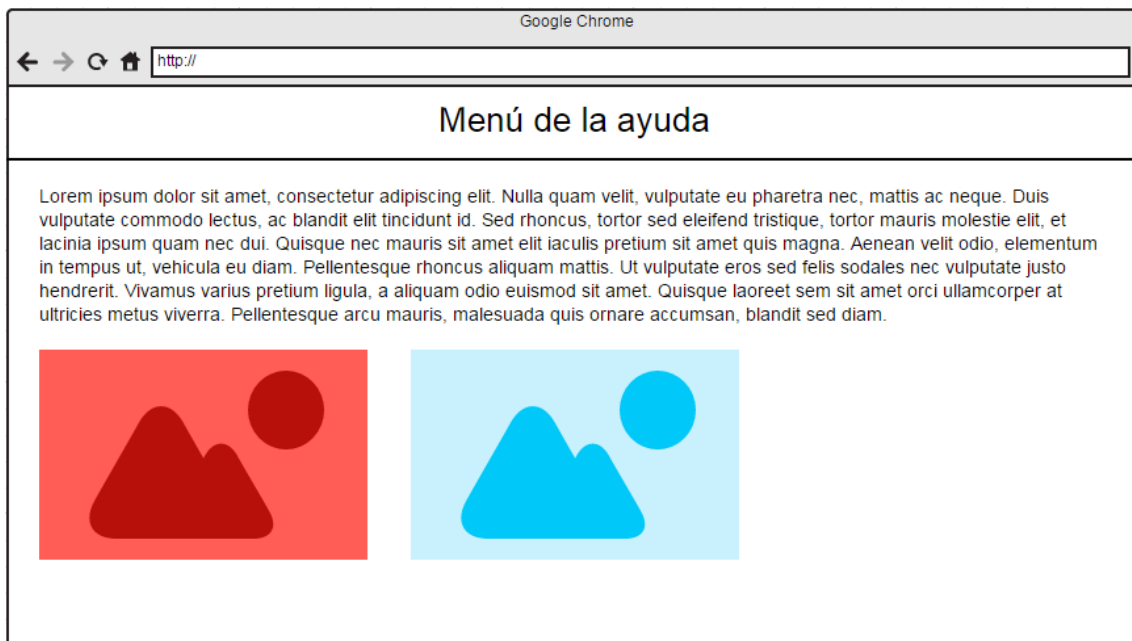 Google Chrome
http://
Menú de la ayuda
Lorem ipsum dolor sit amet, consectetur adipiscing elit. Nulla quam velit, vulputate eu pharetra nec, mattis ac neque. Duis
vulputate commodo lectus, ac blandit elit tincidunt id. Sed rhoncus, tortor sed eleifend tristique, tortor mauris molestie elit, et
lacinia ipsum quam nec dui. Quisque nec mauris sit amet elit iaculis pretium sit amet quis magna. Aenean velit odio, elementum
in tempus ut, vehicula eu diam. Pellentesque rhoncus aliquam mattis. Ut vulputate eros sed felis sodales nec vulputate justo
hendrerit. Vivamus varius pretium ligula, a aliquam odio euismod sit amet. Quisque laoreet sem sit amet orci ullamcorper at
ultricies metus viverra. Pellentesque arcu mauris, malesuada quis ornare accumsan, blandit sed diam.